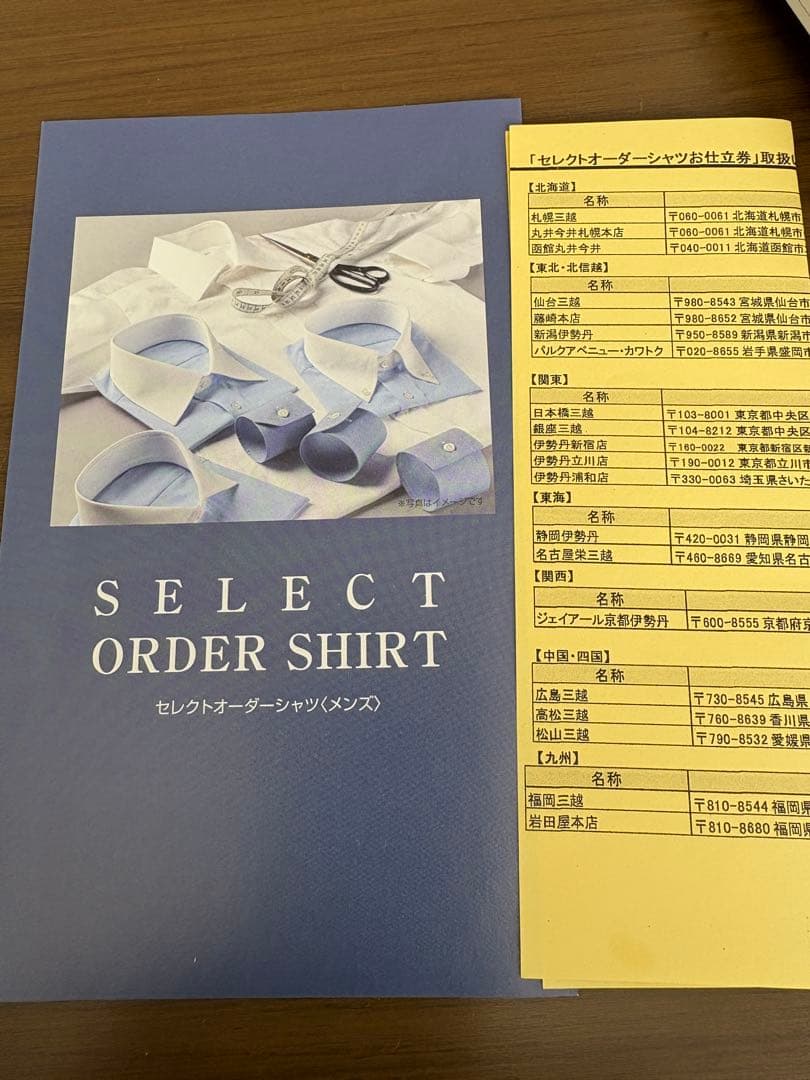 ※写真はイメージです
SELECT
ORDER SHIRT
セレクトオーダーシャツ〈メンズ〉
「セレクトオーダーシャツお仕立券」取扱い
【北海道】
名称
札幌三越 〒060-0061 北海道札幌市
丸井今井札幌本店 〒060-0061 北海道札幌市
函館丸井今井 〒040-0011 北海道函館市
【東北・北信越】
名称
仙台三越 〒980-8543 宮城県仙台市
藤崎本店 〒980-8652 宮城県仙台市
新潟伊勢丹 〒950-8589 新潟県新潟市
パルクアベニュー・カワトク 〒020-8655 岩手県盛岡市
【関東】
名称
日本橋三越 〒103-8001 東京都中央区
銀座三越 〒104-8212 東京都中央区
伊勢丹新宿店 〒160-0022 東京都新宿区
伊勢丹立川店 〒190-0012 東京都立川市
伊勢丹浦和店 〒330-0063 埼玉県さいた
【東海】
名称
静岡伊勢丹 〒420-0031 静岡県静岡
名古屋栄三越 〒460-8669 愛知県名古
【関西】
名称
ジェイアール京都伊勢丹 〒600-8555 京都府京
【中国・四国】
名称
広島三越 〒730-8545 広島県
高松三越 〒760-8639 香川県
松山三越 〒790-8532 愛媛県
【九州】
名称
福岡三越 〒810-8544 福岡県
岩田屋本店 〒810-8680 福岡県